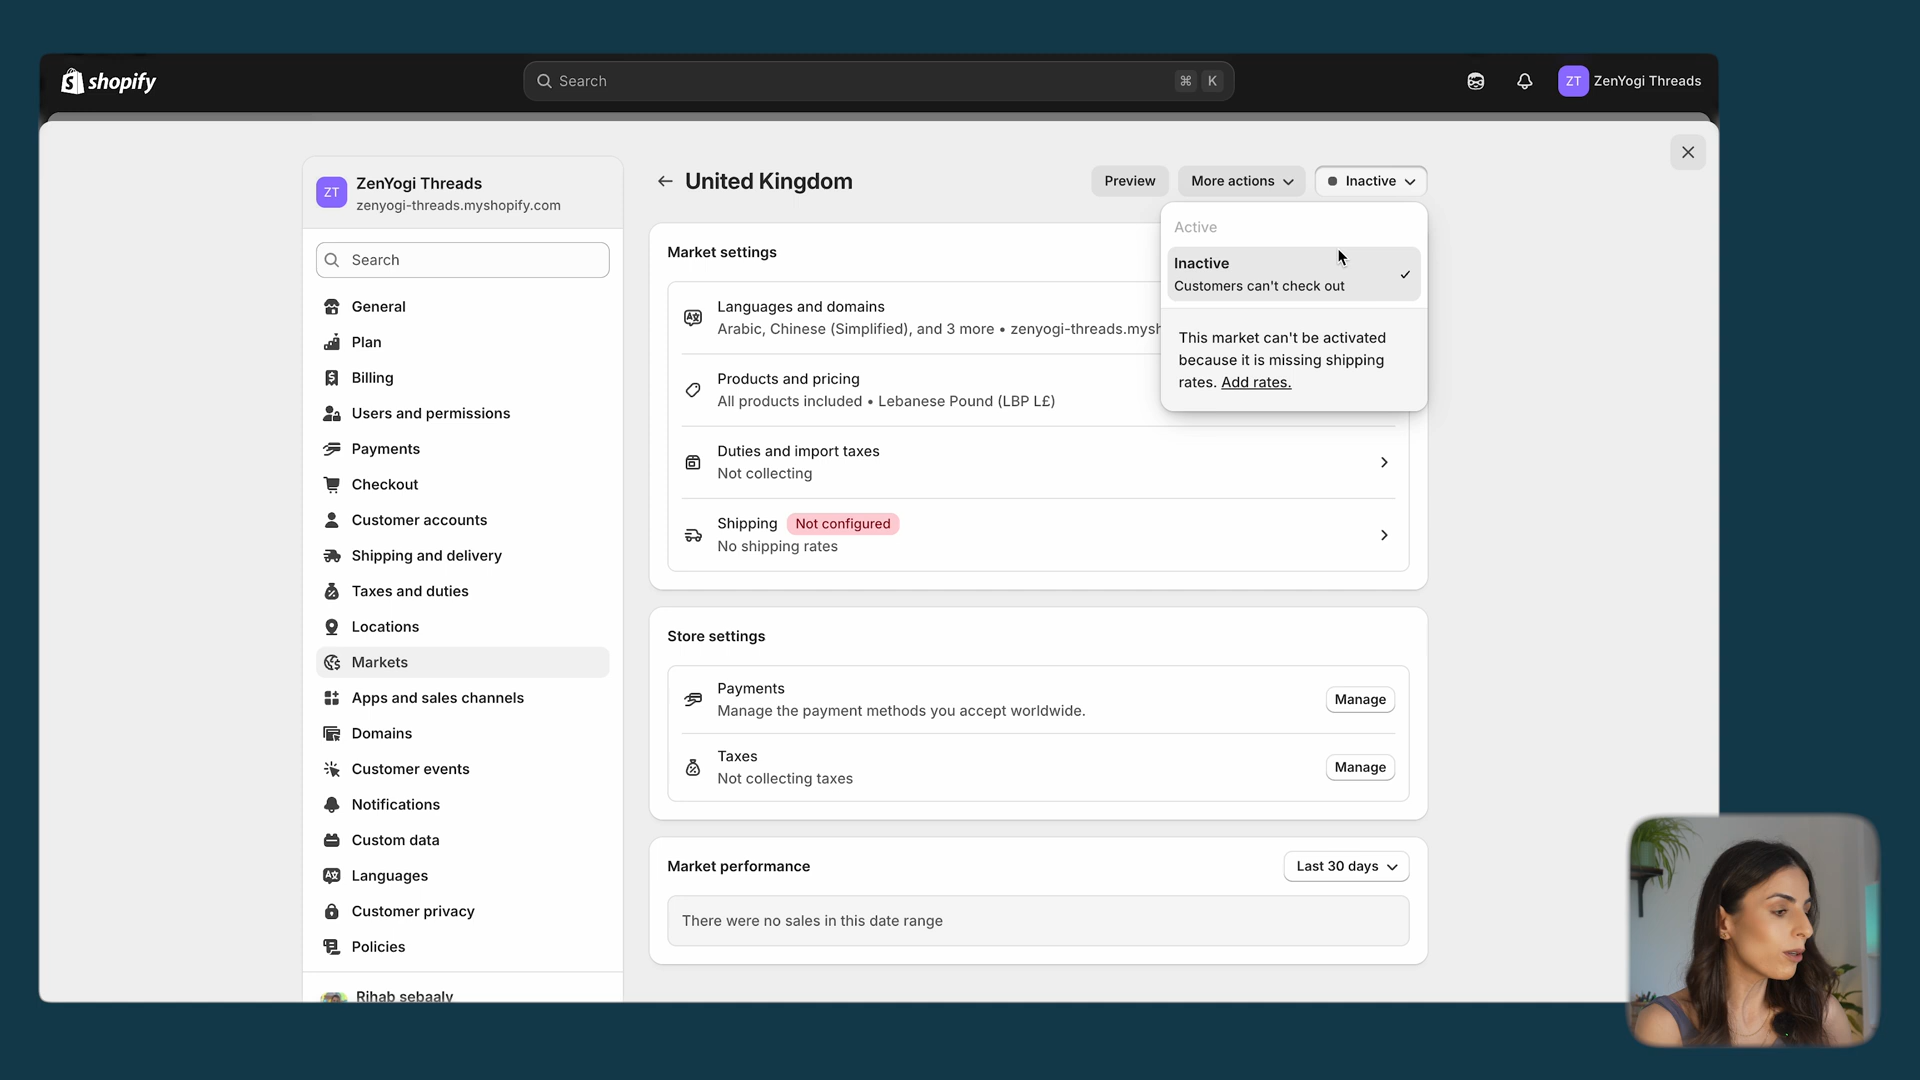 shopify
Search
⌘ K
ZT
ZenYogi Threads
ZT
ZenYogi Threads
zenyogi-threads.myshopify.com
Search
General
Plan
Billing
Users and permissions
Payments
Checkout
Customer accounts
Shipping and delivery
Taxes and duties
Locations
Markets
Apps and sales channels
Domains
Customer events
Notifications
Custom data
Languages
Customer privacy
Policies
Rihab sebaaly
United Kingdom
Preview
More actions
Inactive
Active
Inactive
Customers can't check out
This market can't be activated
because it is missing shipping
rates. Add rates.
Market settings
Languages and domains
Arabic, Chinese (Simplified), and 3 more • zenyogi-threads.mysh
Products and pricing
All products included • Lebanese Pound (LBP L£)
Duties and import taxes
Not collecting
Shipping Not configured
No shipping rates
Store settings
Payments
Manage the payment methods you accept worldwide.
Manage
Taxes
Not collecting taxes
Manage
Market performance
Last 30 days
There were no sales in this date range